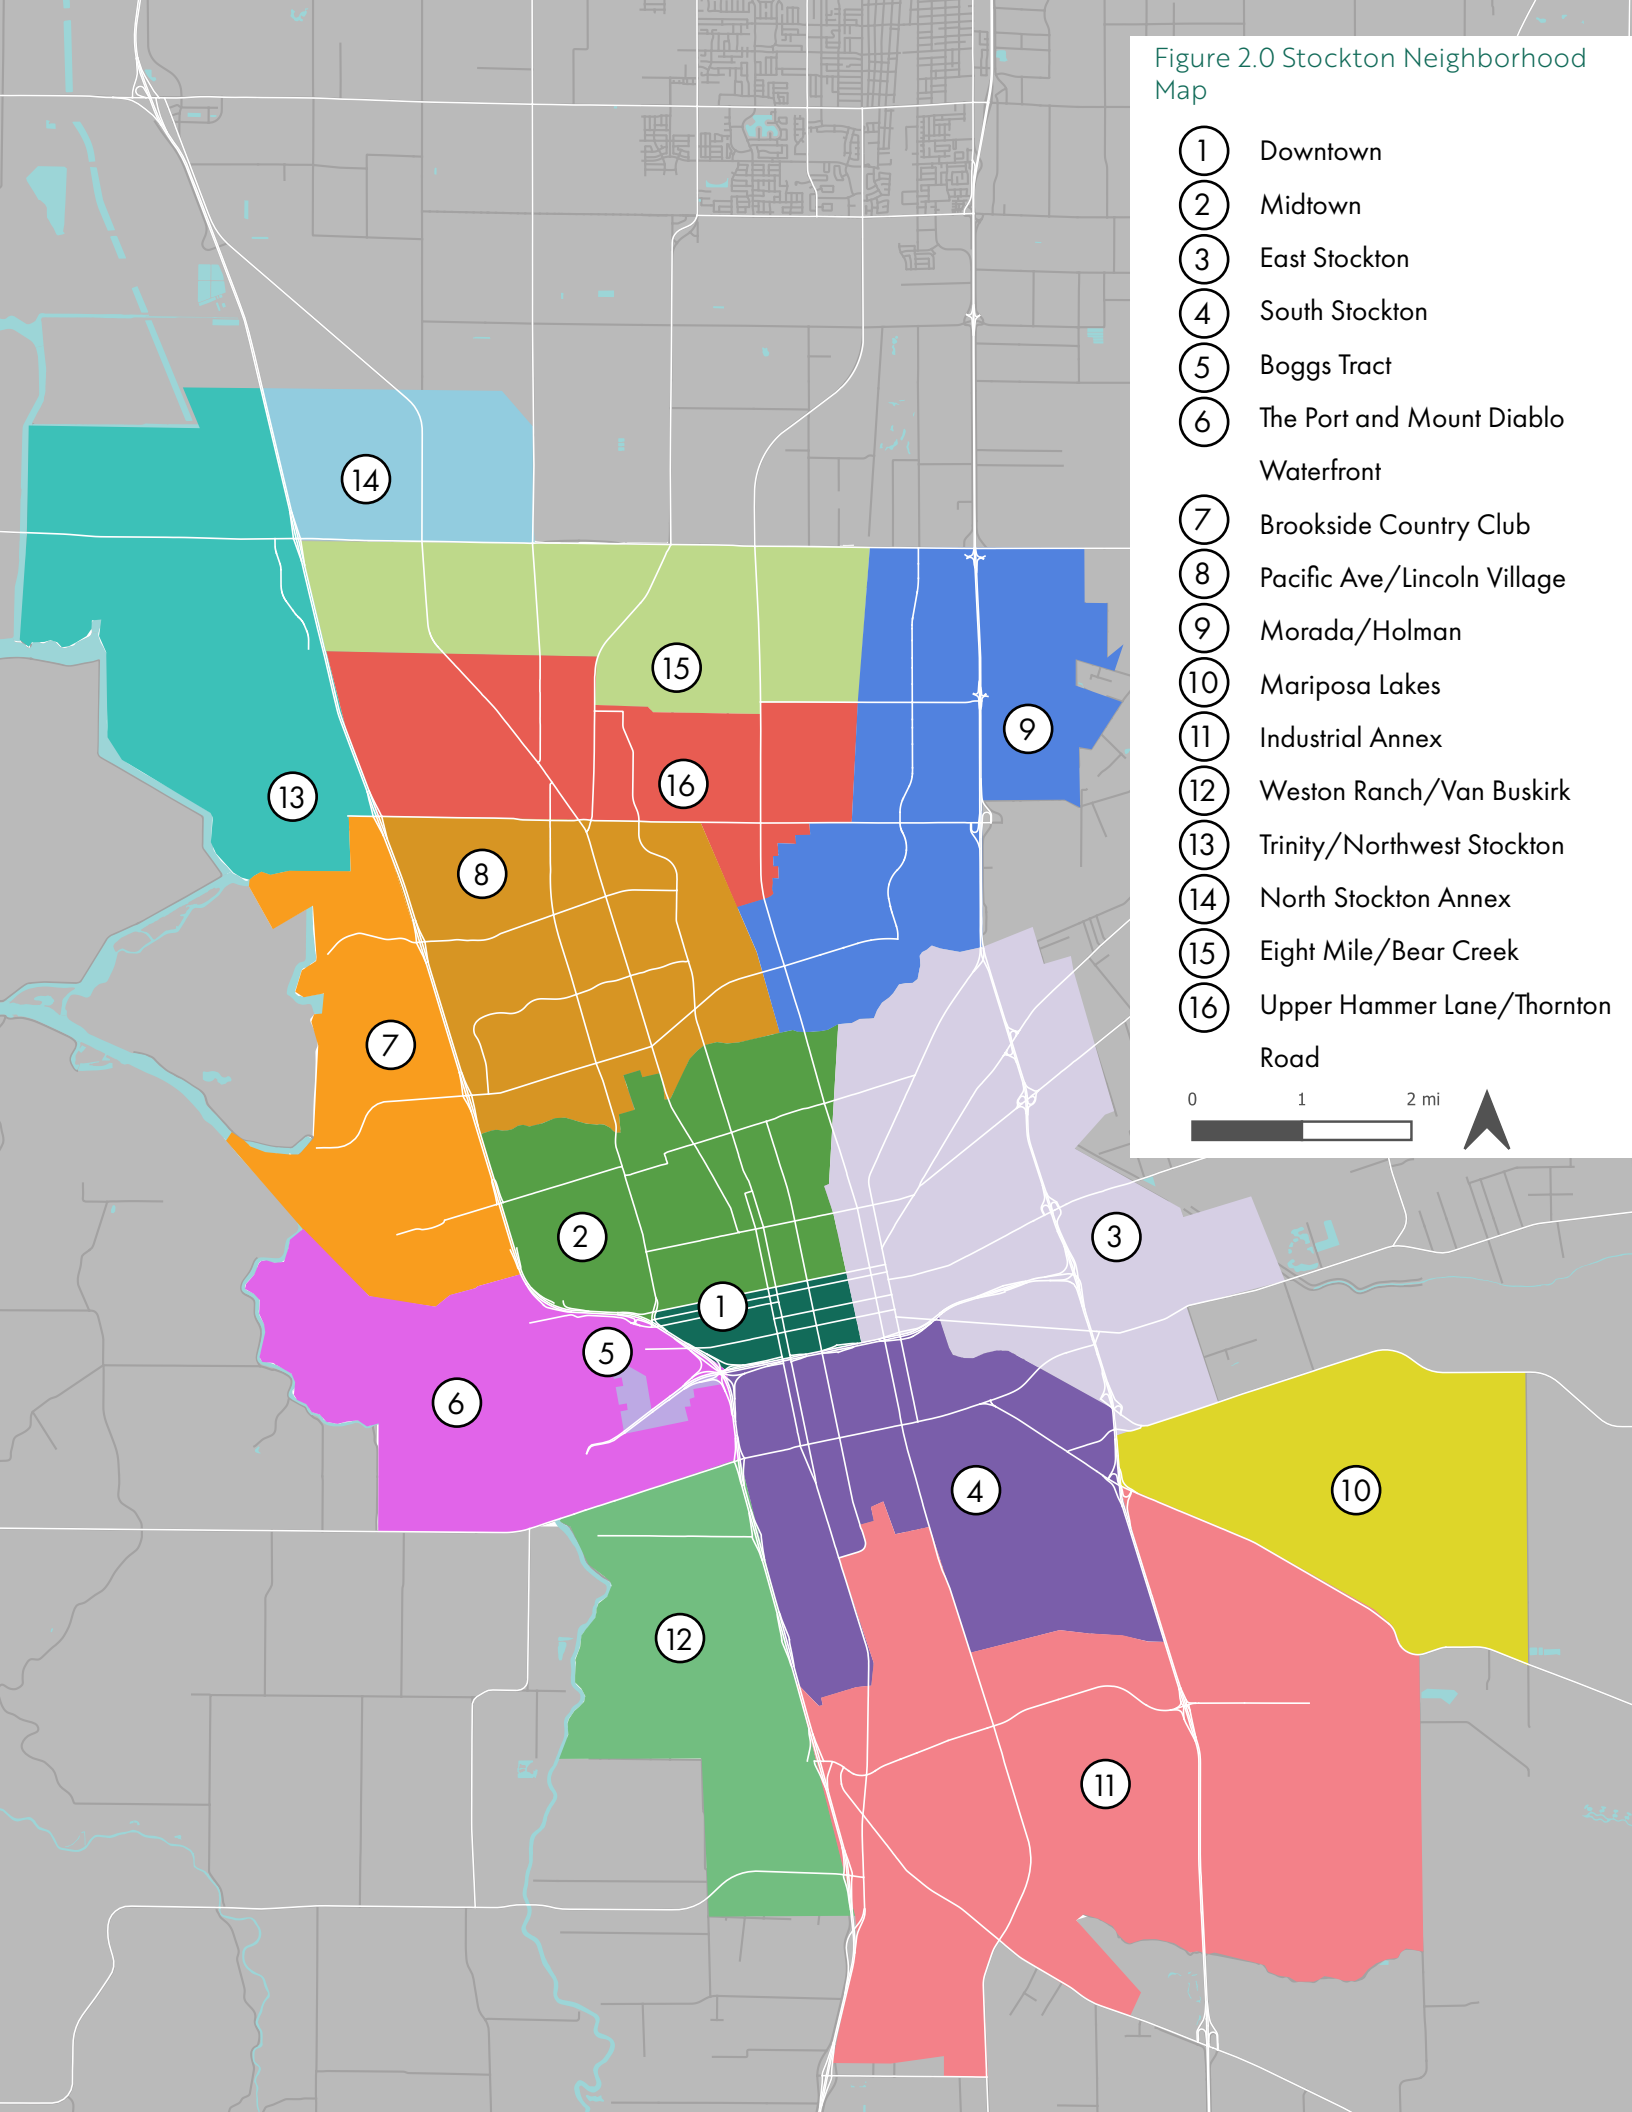 Figure 2.0 Stockton Neighborhood
Map
1 Downtown
2 Midtown
3 East Stockton
4 South Stockton
5 Boggs Tract
6 The Port and Mount Diablo
Waterfront
7 Brookside Country Club
8 Pacific Ave/Lincoln Village
9 Morada/Holman
10 Mariposa Lakes
11 Industrial Annex
12 Weston Ranch/Van Buskirk
13 Trinity/Northwest Stockton
14 North Stockton Annex
15 Eight Mile/Bear Creek
16 Upper Hammer Lane/Thornton
Road
0 1 2 mi
14
15
9
16
13
8
7
2
3
1
5
6
4
10
12
11